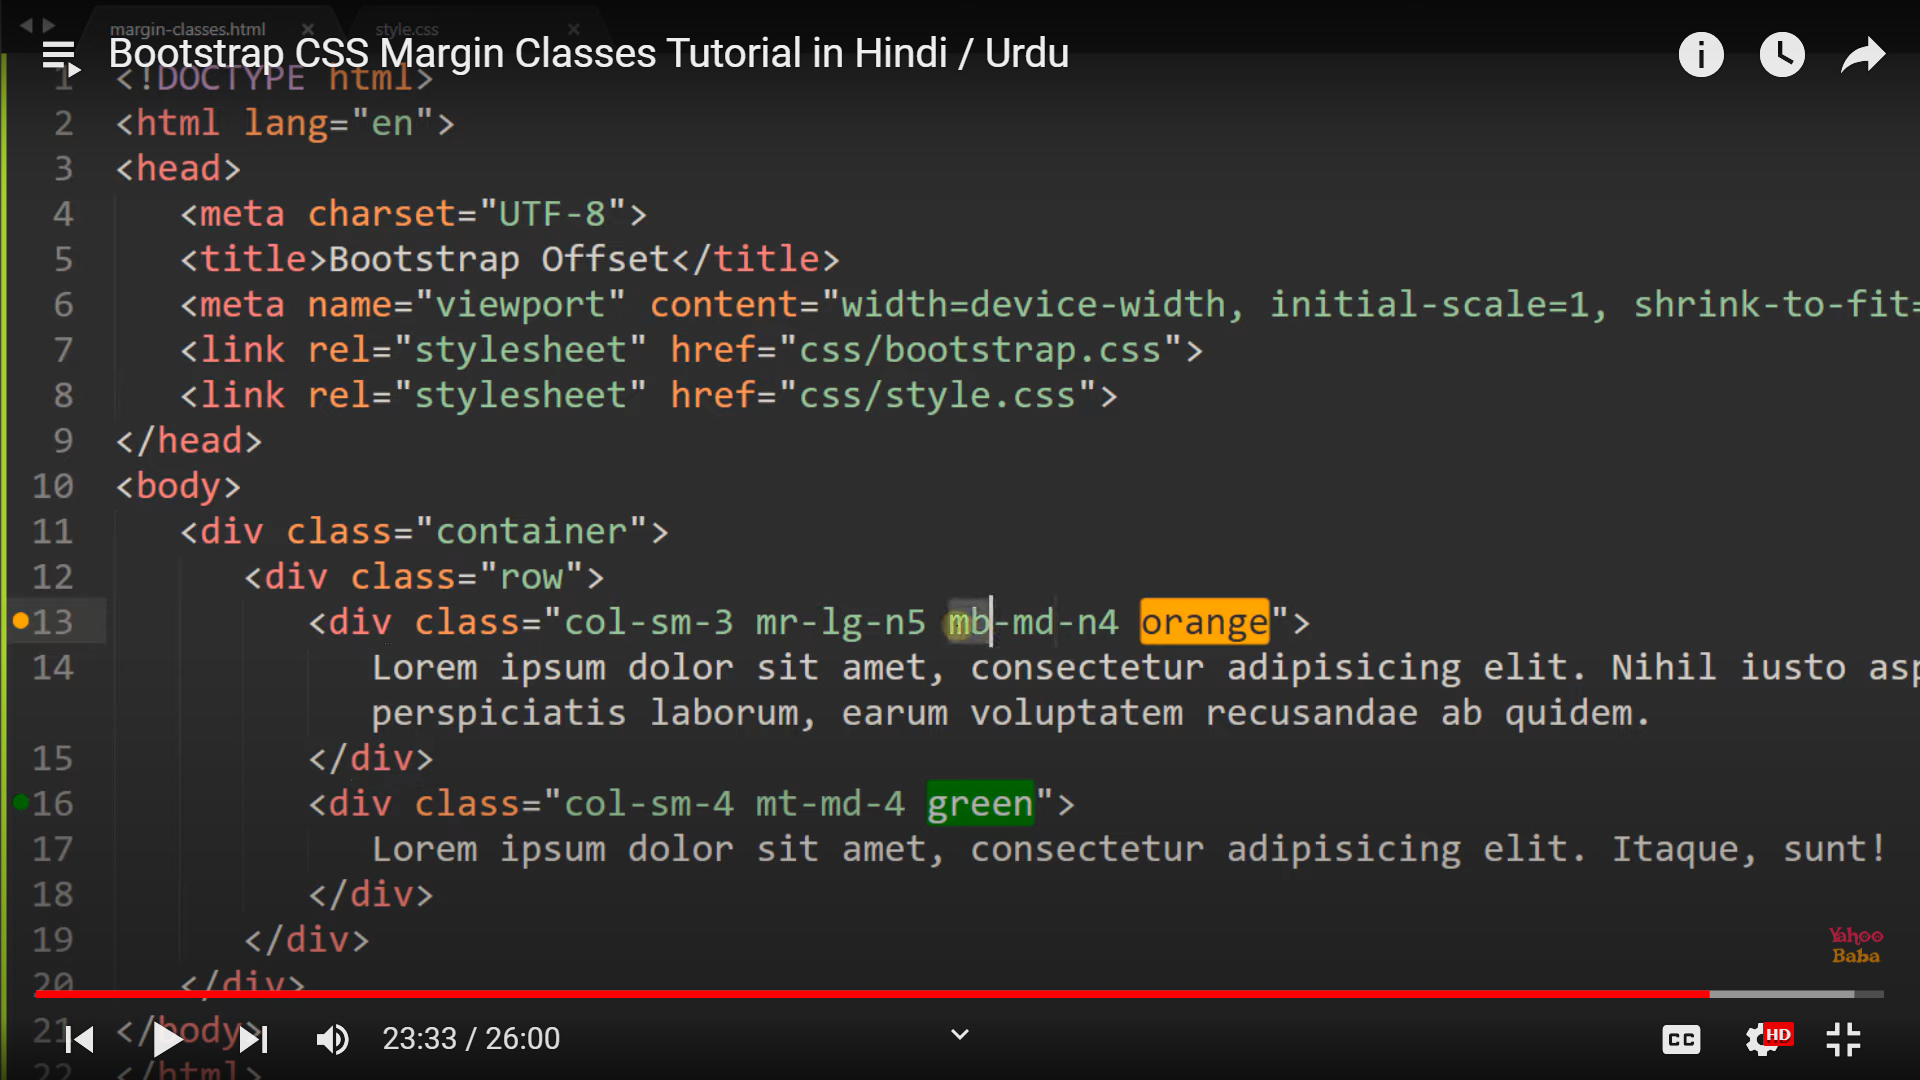 margin-classes.html × style.css ×
Bootstrap CSS Margin Classes Tutorial in Hindi / Urdu
1 <!DOCTYPE html>
2 <html lang="en">
3 <head>
4 <meta charset="UTF-8">
5 <title>Bootstrap Offset</title>
6 <meta name="viewport" content="width=device-width, initial-scale=1, shrink-to-fit=
7 <link rel="stylesheet" href="css/bootstrap.css">
8 <link rel="stylesheet" href="css/style.css">
9 </head>
10 <body>
11 <div class="container">
12 <div class="row">
13 <div class="col-sm-3 mr-lg-n5 mb-md-n4 orange">
14 Lorem ipsum dolor sit amet, consectetur adipisicing elit. Nihil iusto asp
perspiciatis laborum, earum voluptatem recusandae ab quidem.
15 </div>
16 <div class="col-sm-4 mt-md-4 green">
17 Lorem ipsum dolor sit amet, consectetur adipisicing elit. Itaque, sunt!
18 </div>
19 </div>
Yahoo
Baba
20 </div>
21 </body>
23:33 / 26:00
CC
HD
22 </html>